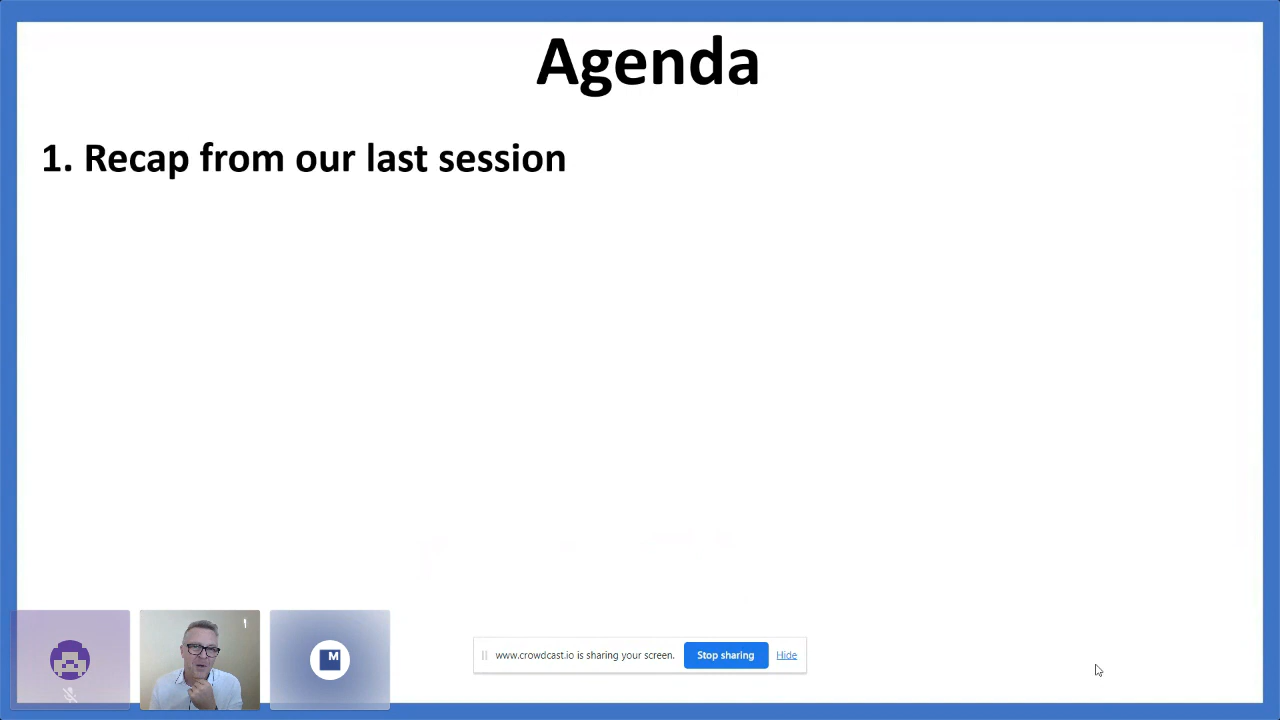 Agenda
1. Recap from our last session
M
www.crowdcast.io is sharing your screen. Stop sharing Hide